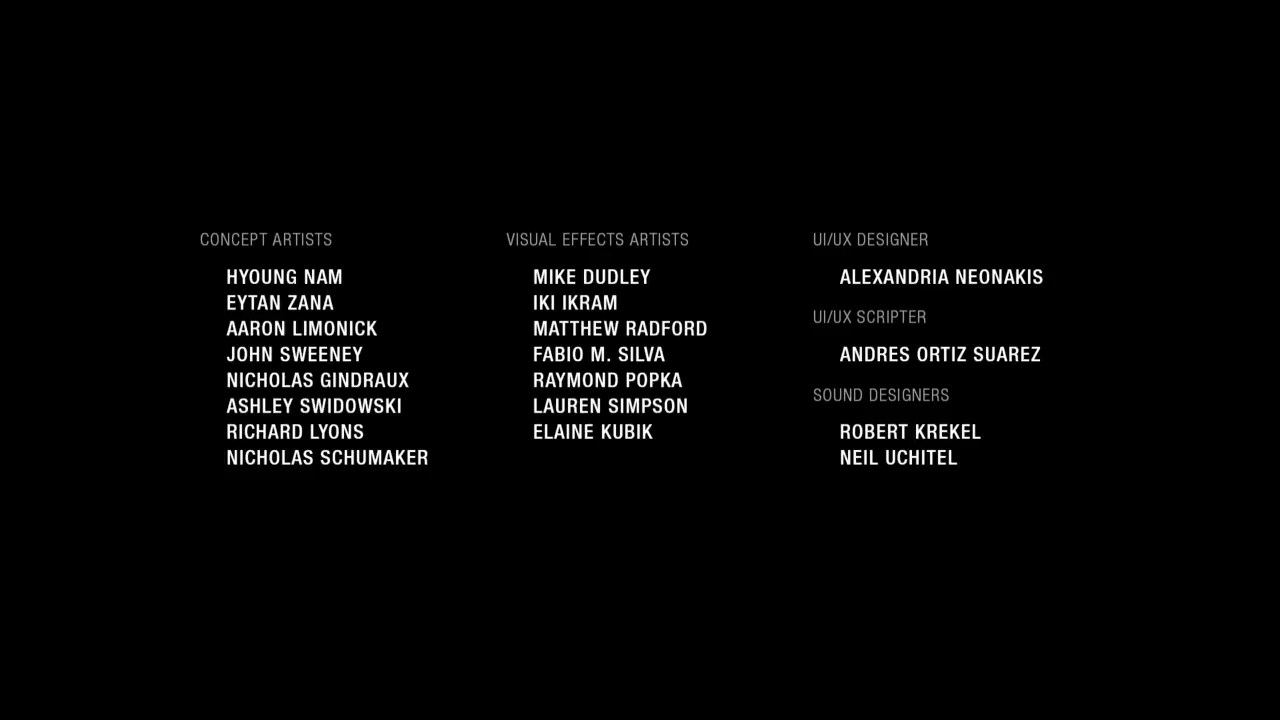 CONCEPT ARTISTS
HYOUNG NAM
EYTAN ZANA
AARON LIMONICK
JOHN SWEENEY
NICHOLAS GINDRAUX
ASHLEY SWIDOWSKI
RICHARD LYONS
NICHOLAS SCHUMAKER
VISUAL EFFECTS ARTISTS
MIKE DUDLEY
IKI IKRAM
MATTHEW RADFORD
FABIO M. SILVA
RAYMOND POPKA
LAUREN SIMPSON
ELAINE KUBIK
UI/UX DESIGNER
ALEXANDRIA NEONAKIS
UI/UX SCRIPTER
ANDRES ORTIZ SUAREZ
SOUND DESIGNERS
ROBERT KREKEL
NEIL UCHITEL